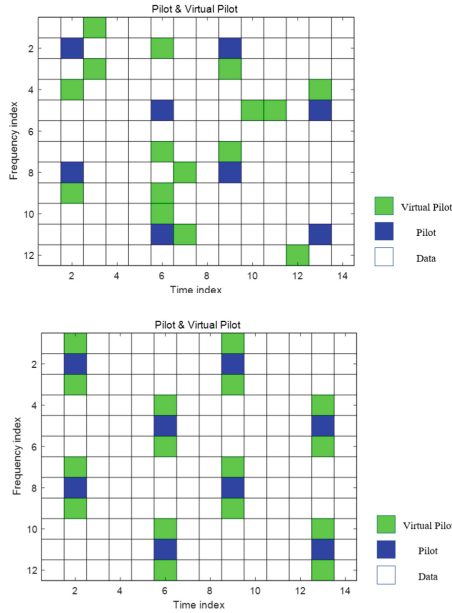 Pilot & Virtual Pilot
2
4
6
8
10
12
Frequency index
2 4 6 8 10 12 14
Time index
Virtual Pilot
Pilot
Data
Pilot & Virtual Pilot
2
4
6
8
10
12
Frequency index
2 4 6 8 10 12 14
Time index
Virtual Pilot
Pilot
Data